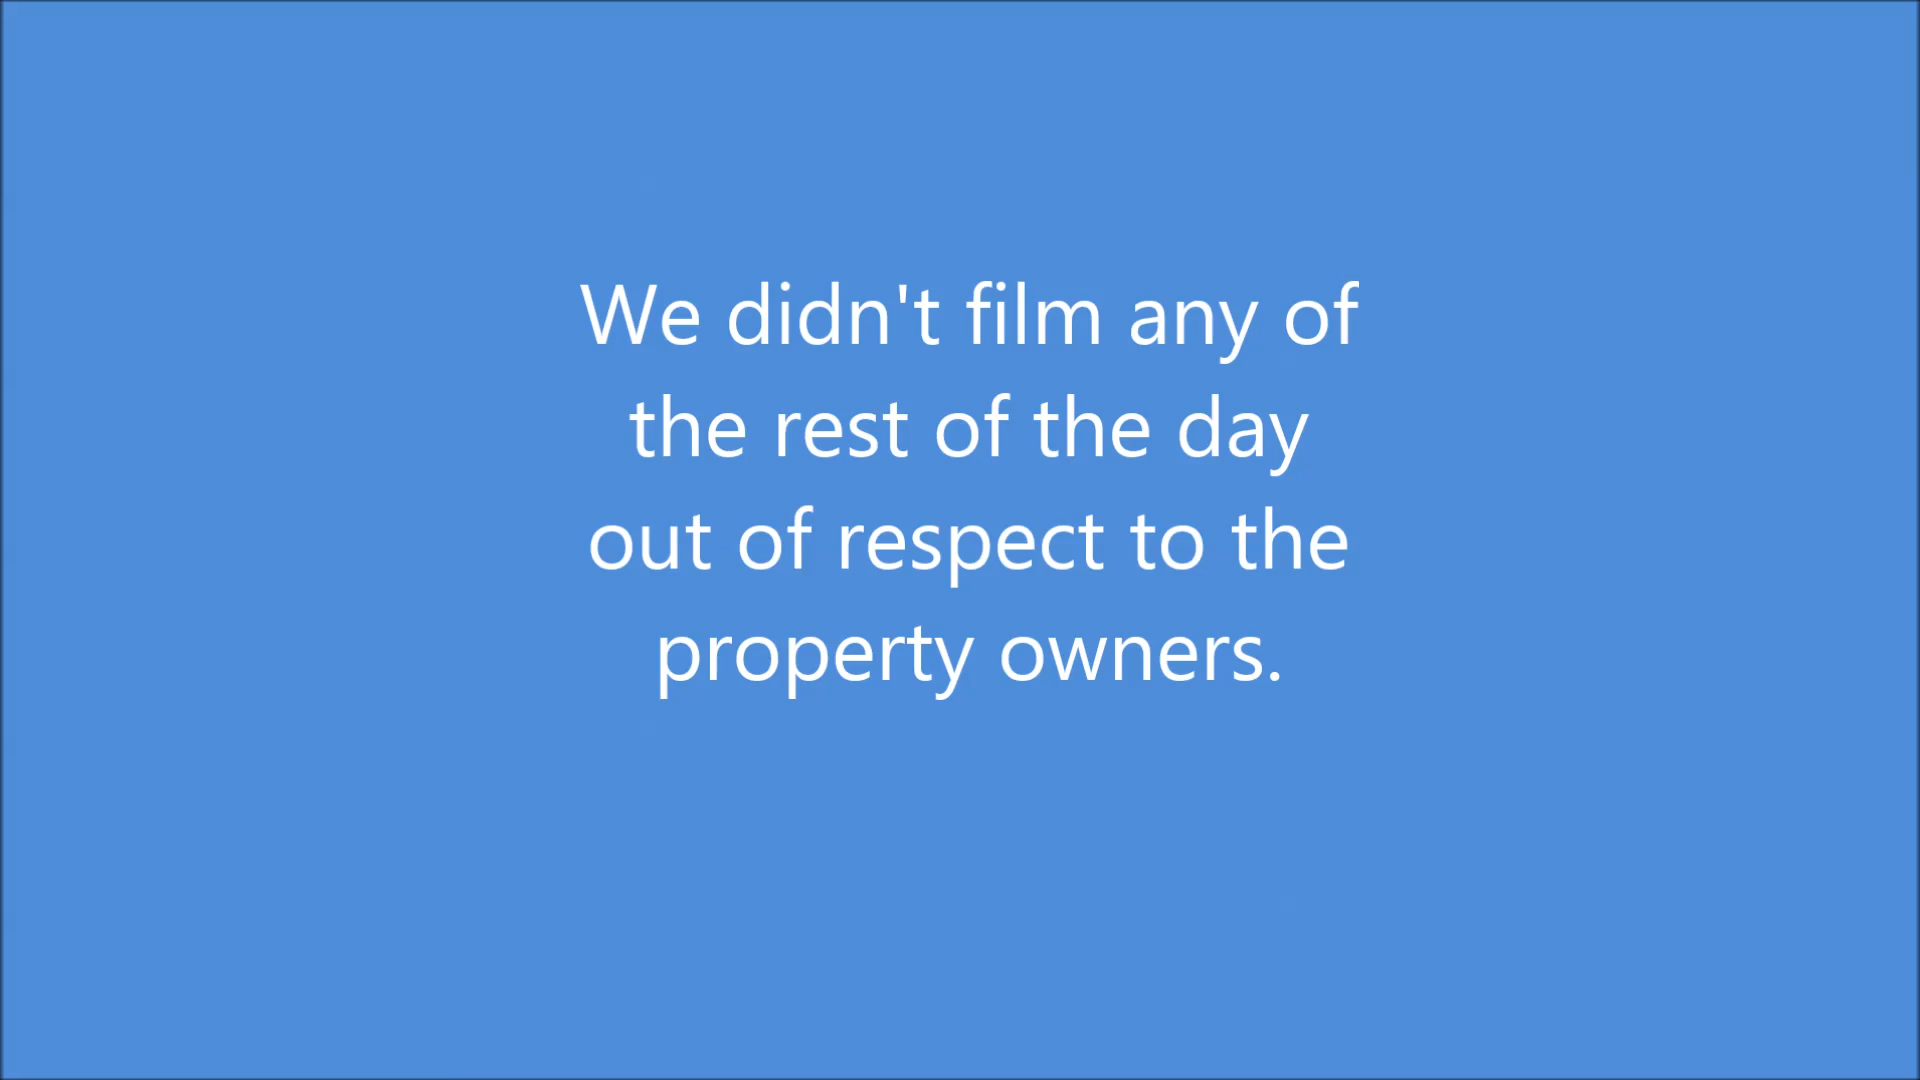 We didn't film any of
the rest of the day
out of respect to the
property owners.